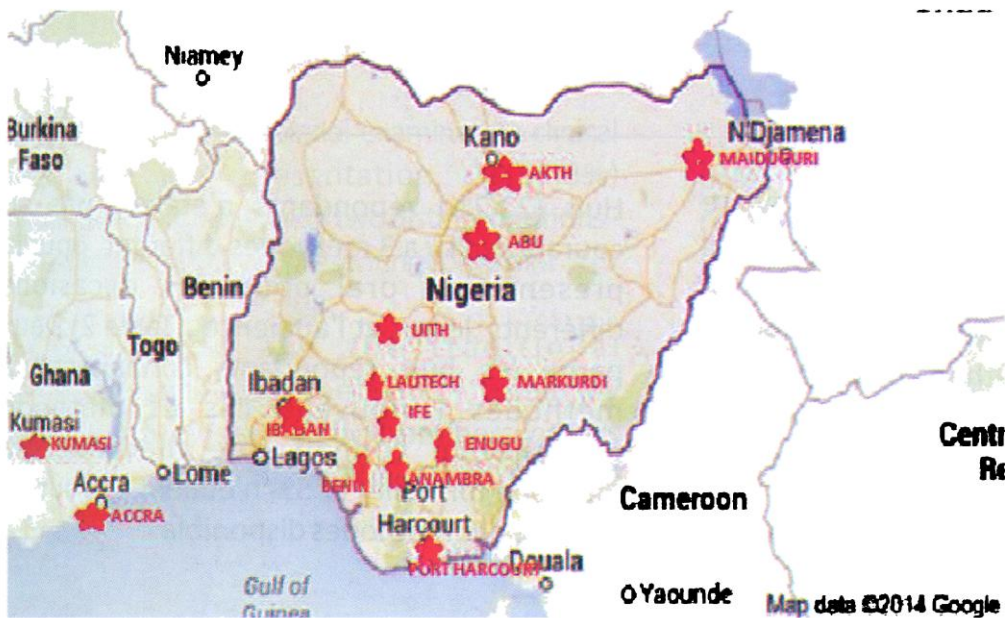 Niamey
Burkina
Faso
Kano
AKTH
N'Djamena
MAIDUGURI
ABU
Benin
Nigeria
Togo
UITH
Ghana
Ibadan
LAUTECH
MARKURDI
IFE
Kumasi
KUMASI
IBADAN
ENUGU
Lagos
Lome
BENIN
ANAMBRA
Port
Harcourt
Accra
ACCRA
Cameroon
PORT HARCOURT
Douala
Gulf of
Guinea
Yaounde
Map data ©2014 Google